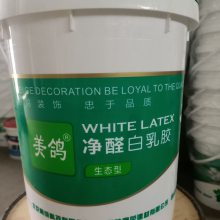 E DECORATION BE LOYAL TO THE QUA
装饰 忠于品质
美鸽®
WHITE LATEX
净醛白乳胶
生态型